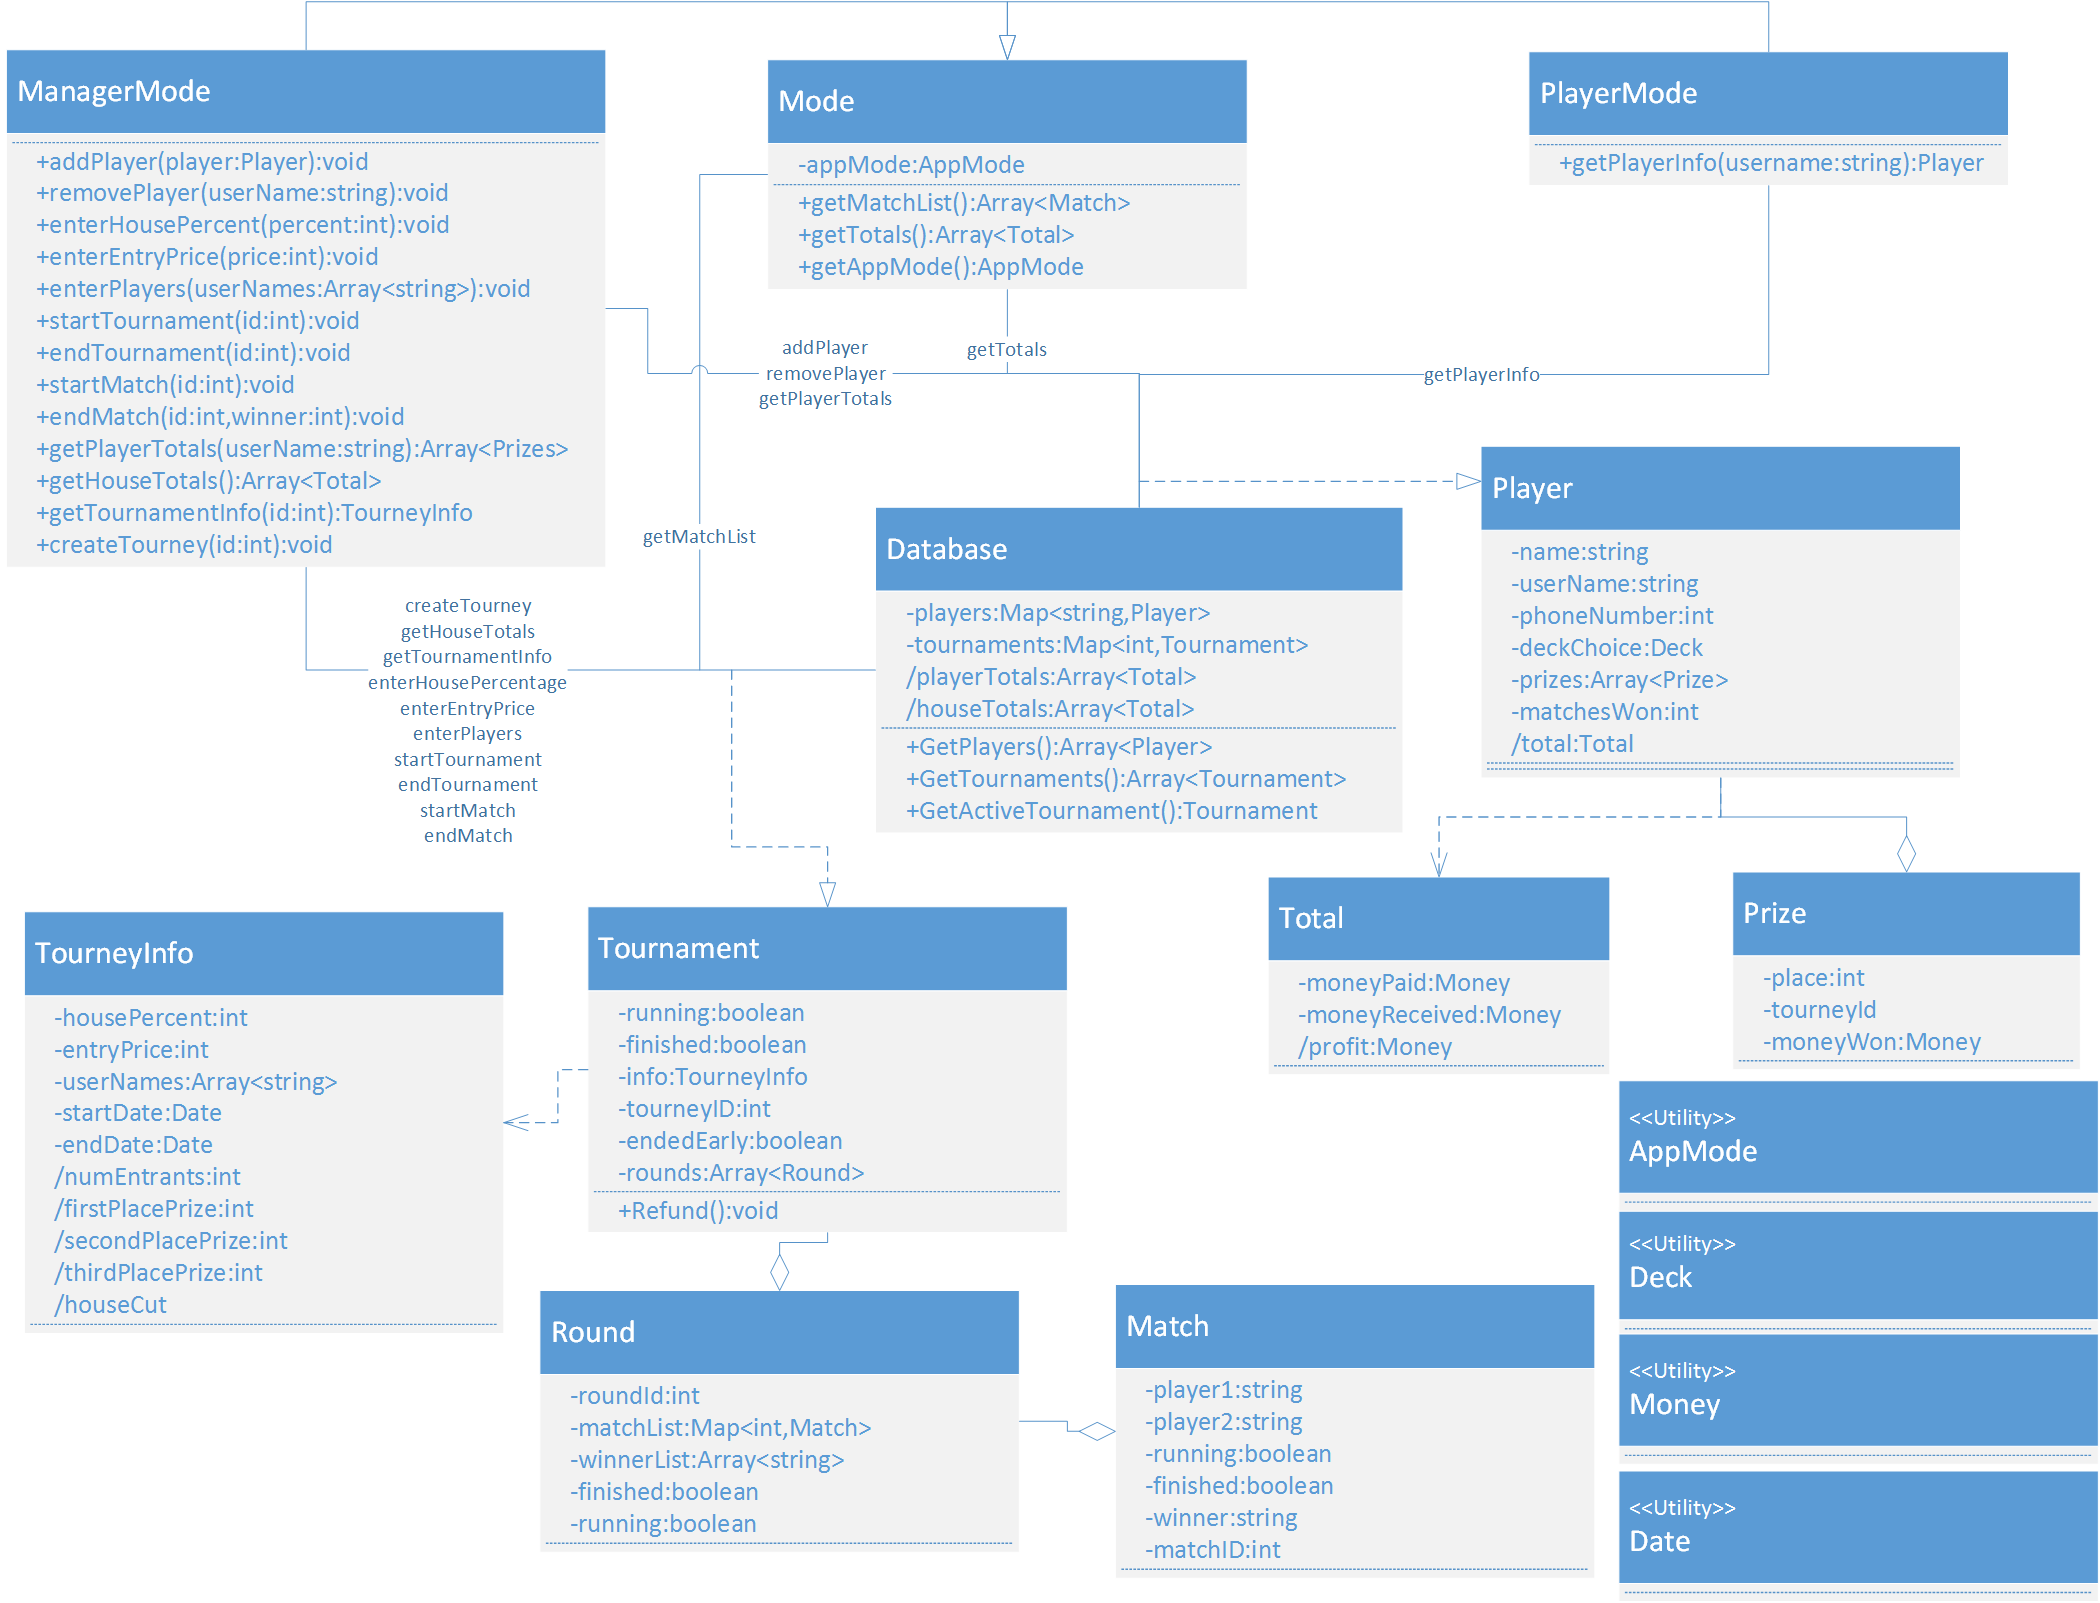 ManagerMode
+addPlayer(player:Player):void
+removePlayer(userName:string):void
+enterHousePercent(percent:int):void
+enterEntryPrice(price:int):void
+enterPlayers(userNames:Array<string>):void
+startTournament(id:int):void
+endTournament(id:int):void
+startMatch(id:int):void
+endMatch(id:int,winner:int):void
+getPlayerTotals(userName:string):Array<Prizes>
+getHouseTotals():Array<Total>
+getTournamentInfo(id:int):TourneyInfo
+createTourney(id:int):void
Mode
-appMode:AppMode
+getMatchList():Array<Match>
+getTotals():Array<Total>
+getAppMode():AppMode
PlayerMode
+getPlayerInfo(username:string):Player
addPlayer
removePlayer
getPlayerTotals
getTotals
getPlayerInfo
getMatchList
createTourney
getHouseTotals
getTournamentInfo
enterHousePercentage
enterEntryPrice
enterPlayers
startTournament
endTournament
startMatch
endMatch
Database
-players:Map<string,Player>
-tournaments:Map<int,Tournament>
/playerTotals:Array<Total>
/houseTotals:Array<Total>
+GetPlayers():Array<Player>
+GetTournaments():Array<Tournament>
+GetActiveTournament():Tournament
Player
-name:string
-userName:string
-phoneNumber:int
-deckChoice:Deck
-prizes:Array<Prize>
-matchesWon:int
/total:Total
TourneyInfo
-housePercent:int
-entryPrice:int
-userNames:Array<string>
-startDate:Date
-endDate:Date
/numEntrants:int
/firstPlacePrize:int
/secondPlacePrize:int
/thirdPlacePrize:int
/houseCut
Tournament
-running:boolean
-finished:boolean
-info:TourneyInfo
-tourneyID:int
-endedEarly:boolean
-rounds:Array<Round>
+Refund():void
Total
-moneyPaid:Money
-moneyReceived:Money
/profit:Money
Prize
-place:int
-tourneyId
-moneyWon:Money
Round
-roundId:int
-matchList:Map<int,Match>
-winnerList:Array<string>
-finished:boolean
-running:boolean
Match
-player1:string
-player2:string
-running:boolean
-finished:boolean
-winner:string
-matchID:int
<<Utility>>
AppMode
<<Utility>>
Deck
<<Utility>>
Money
<<Utility>>
Date